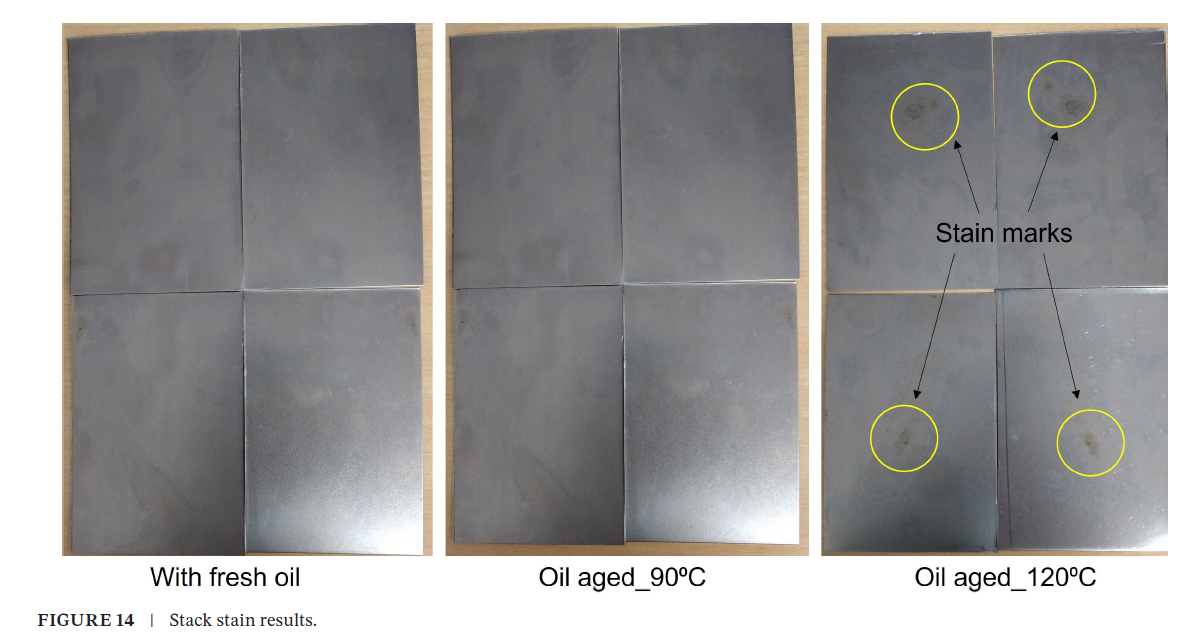 Stain marks
With fresh oil
Oil aged_90ºC
Oil aged_120ºC
FIGURE 14 | Stack stain results.